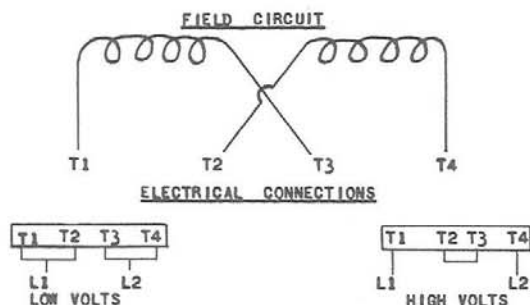 FIELD CIRCUIT
T1 T2 T3 T4
ELECTRICAL CONNECTIONS
T1 T2 T3 T4
L1 L2
LOW VOLTS
T1 T2 T3 T4
L1 L2
HIGH VOLTS